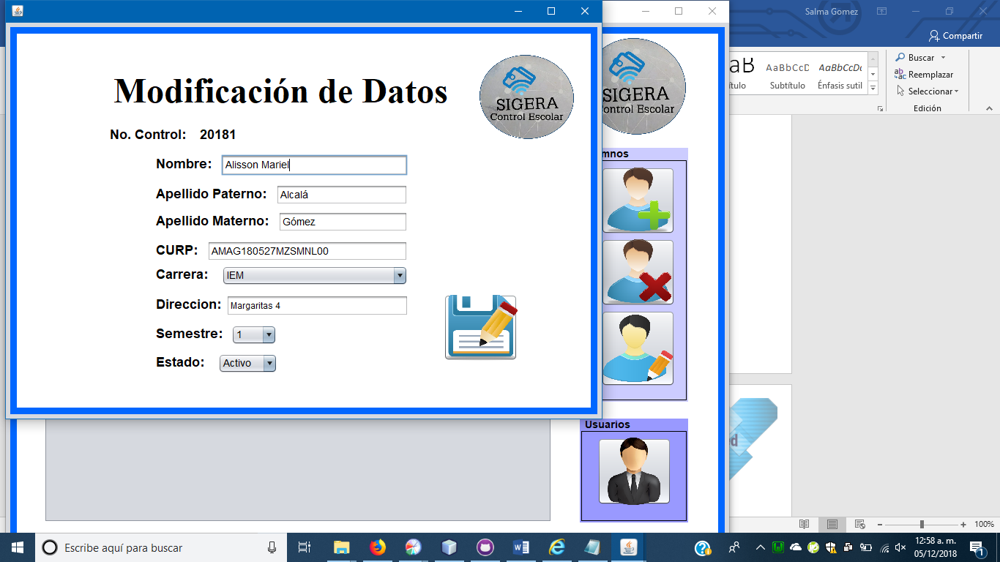 Salma Gomez
Compartir
Modificación de Datos
SIGERA
Control Escolar
No. Control: 20181
Nombre: Alisson Mariel
Apellido Paterno: Alcalá
Apellido Materno: Gómez
CURP: AMAG180527MZSMNL00
Carrera: IEM
Direccion: Margaritas 4
Semestre: 1
Estado: Activo
SIGERA
ontrol Escolar
mnos
Usuarios
aB AaBbCcD AaBbCcDc
ítulo Subtítulo Énfasis sutil
Buscar
Reemplazar
Seleccionar
Edición
ed
100%
Escribe aquí para buscar
12:58 a. m.
05/12/2018
1